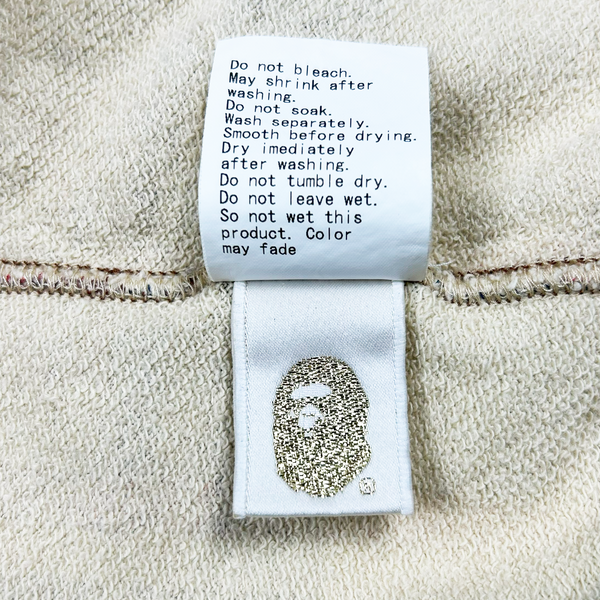 Do not bleach.
May shrink after
washing.
Do not soak.
Wash separately.
Smooth before drying.
Dry imediately
after washing.
Do not tumble dry.
Do not leave wet.
So not wet this
product. Color
may fade